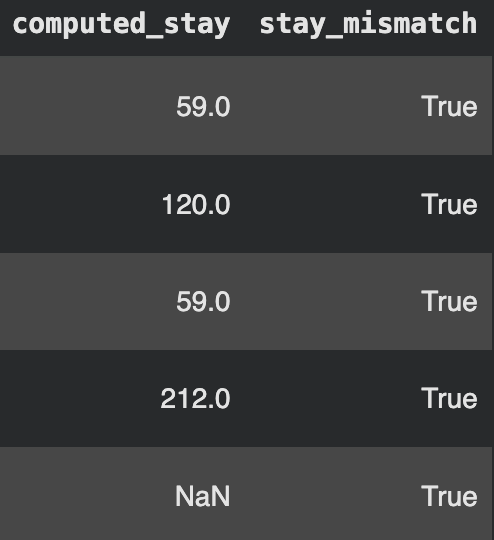 computed_stay stay_mismatch
59.0 True
120.0 True
59.0 True
212.0 True
NaN True